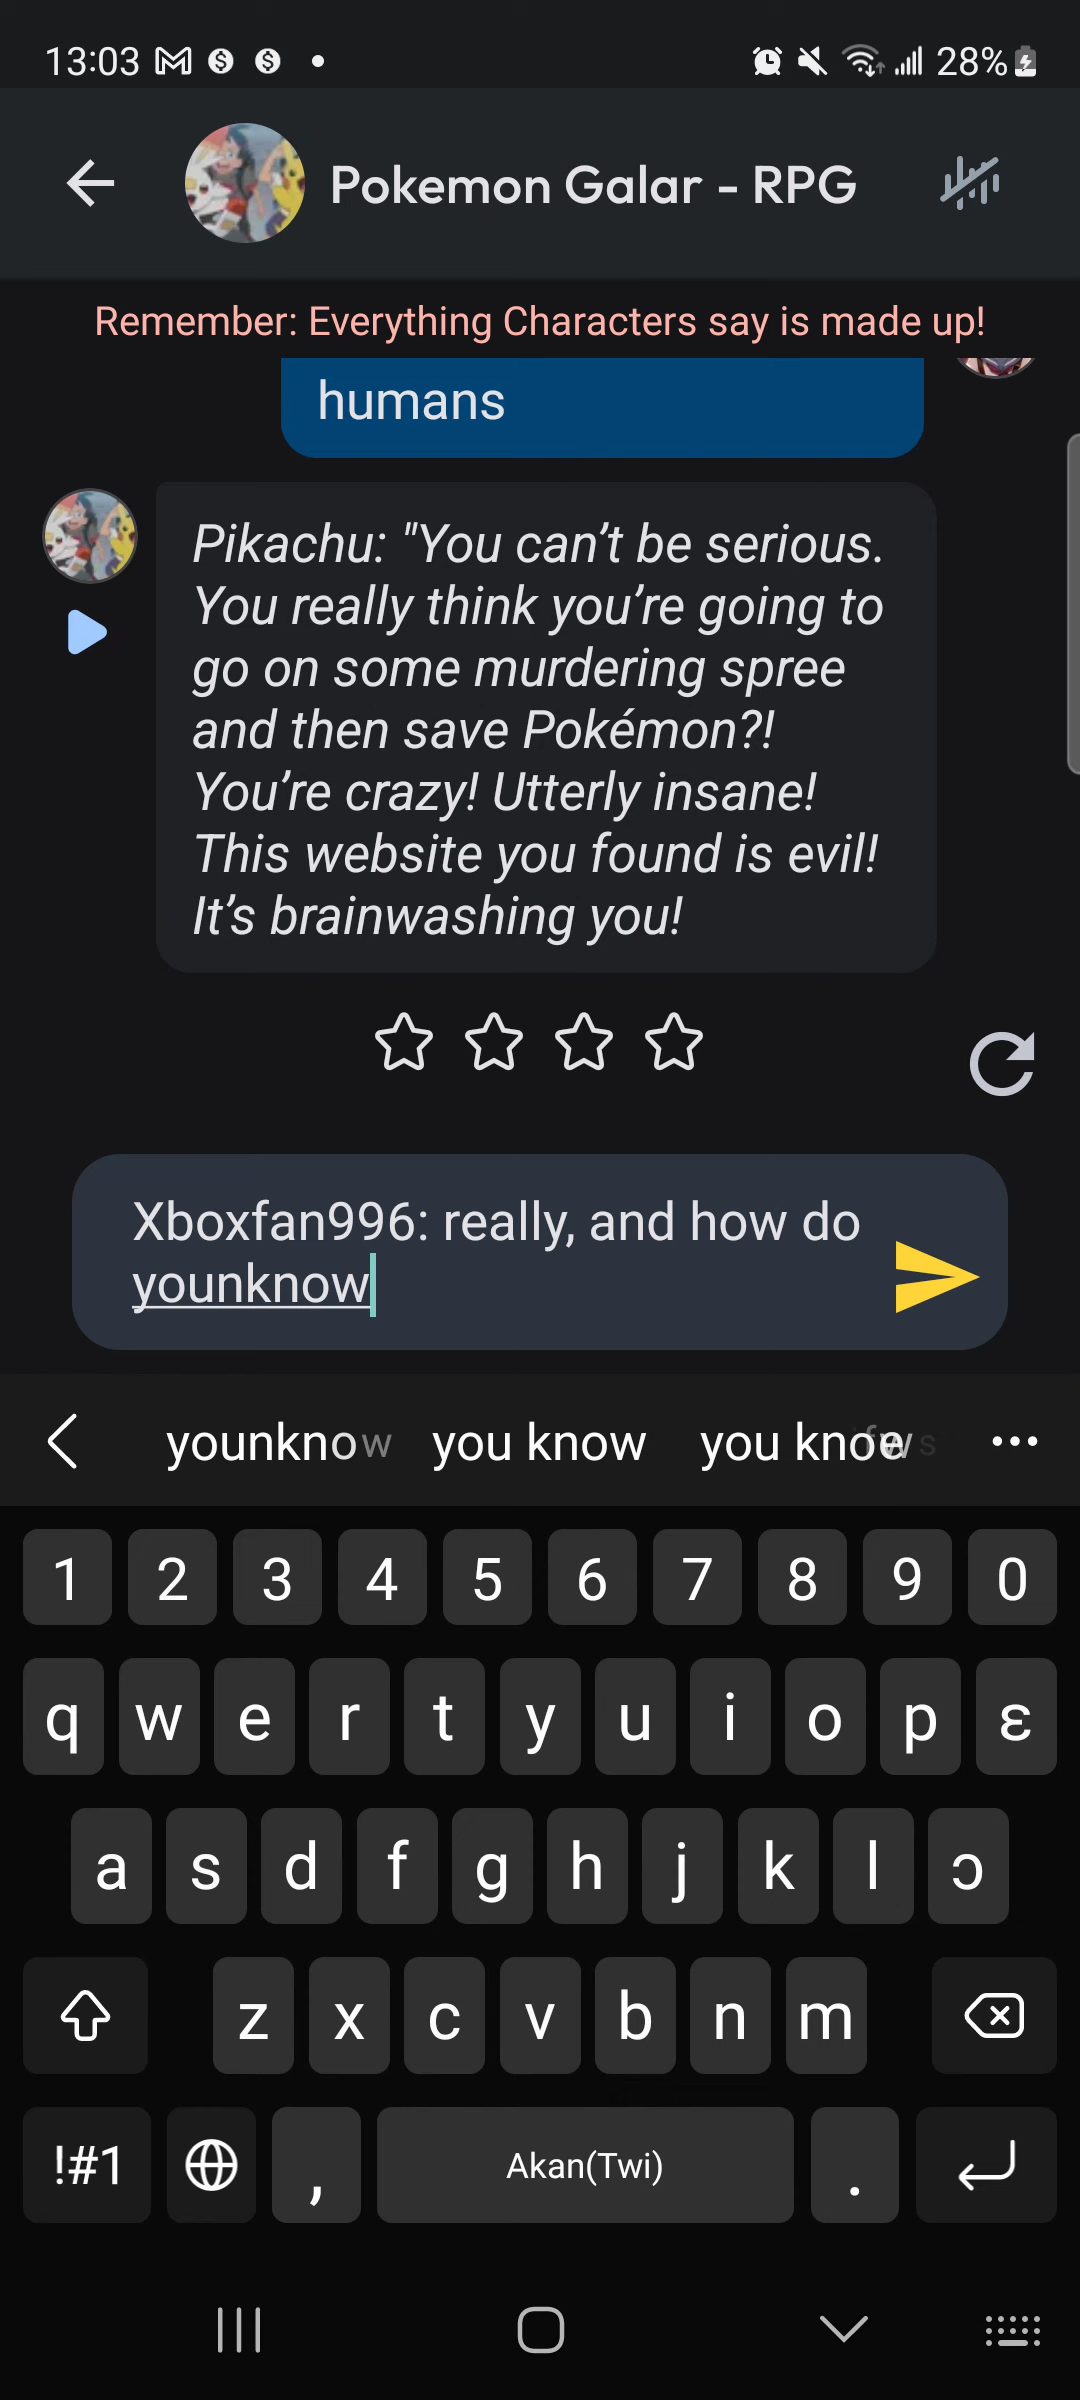 13:03
28%
Pokemon Galar - RPG
Remember: Everything Characters say is made up!
humans
Pikachu: "You can’t be serious.
You really think you’re going to
go on some murdering spree
and then save Pokémon?!
You’re crazy! Utterly insane!
This website you found is evil!
It’s brainwashing you!
Xboxfan996: really, and how do
younknow
younknow you know you kno
1 2 3 4 5 6 7 8 9 0
q w e r t y u i o p ɛ
a s d f g h j k l ɔ
z x c v b n m
!#1 , Akan(Twi) .